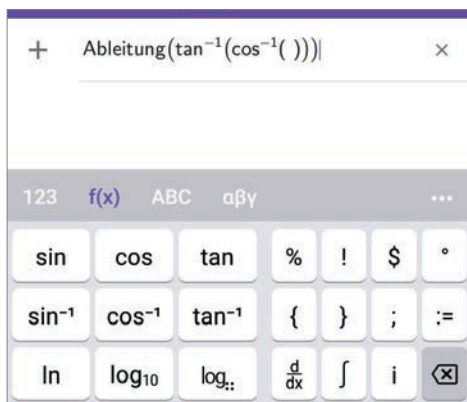 + Ableitung(tan⁻¹(cos⁻¹( ))) ×
123 f(x) ABC αβγ ...
sin cos tan % ! $ °
sin⁻¹ cos⁻¹ tan⁻¹ { } ; :=
ln log₁₀ log.. d/dx ∫ i